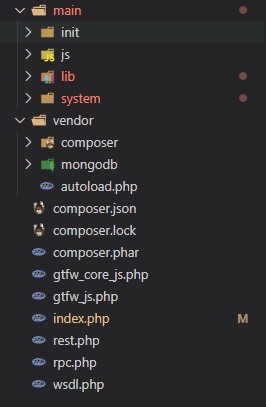 main
init
js
lib
system
vendor
composer
mongodb
autoload.php
composer.json
composer.lock
composer.phar
gtfw_core_js.php
gtfw_js.php
index.php M
rest.php
rpc.php
wsdl.php